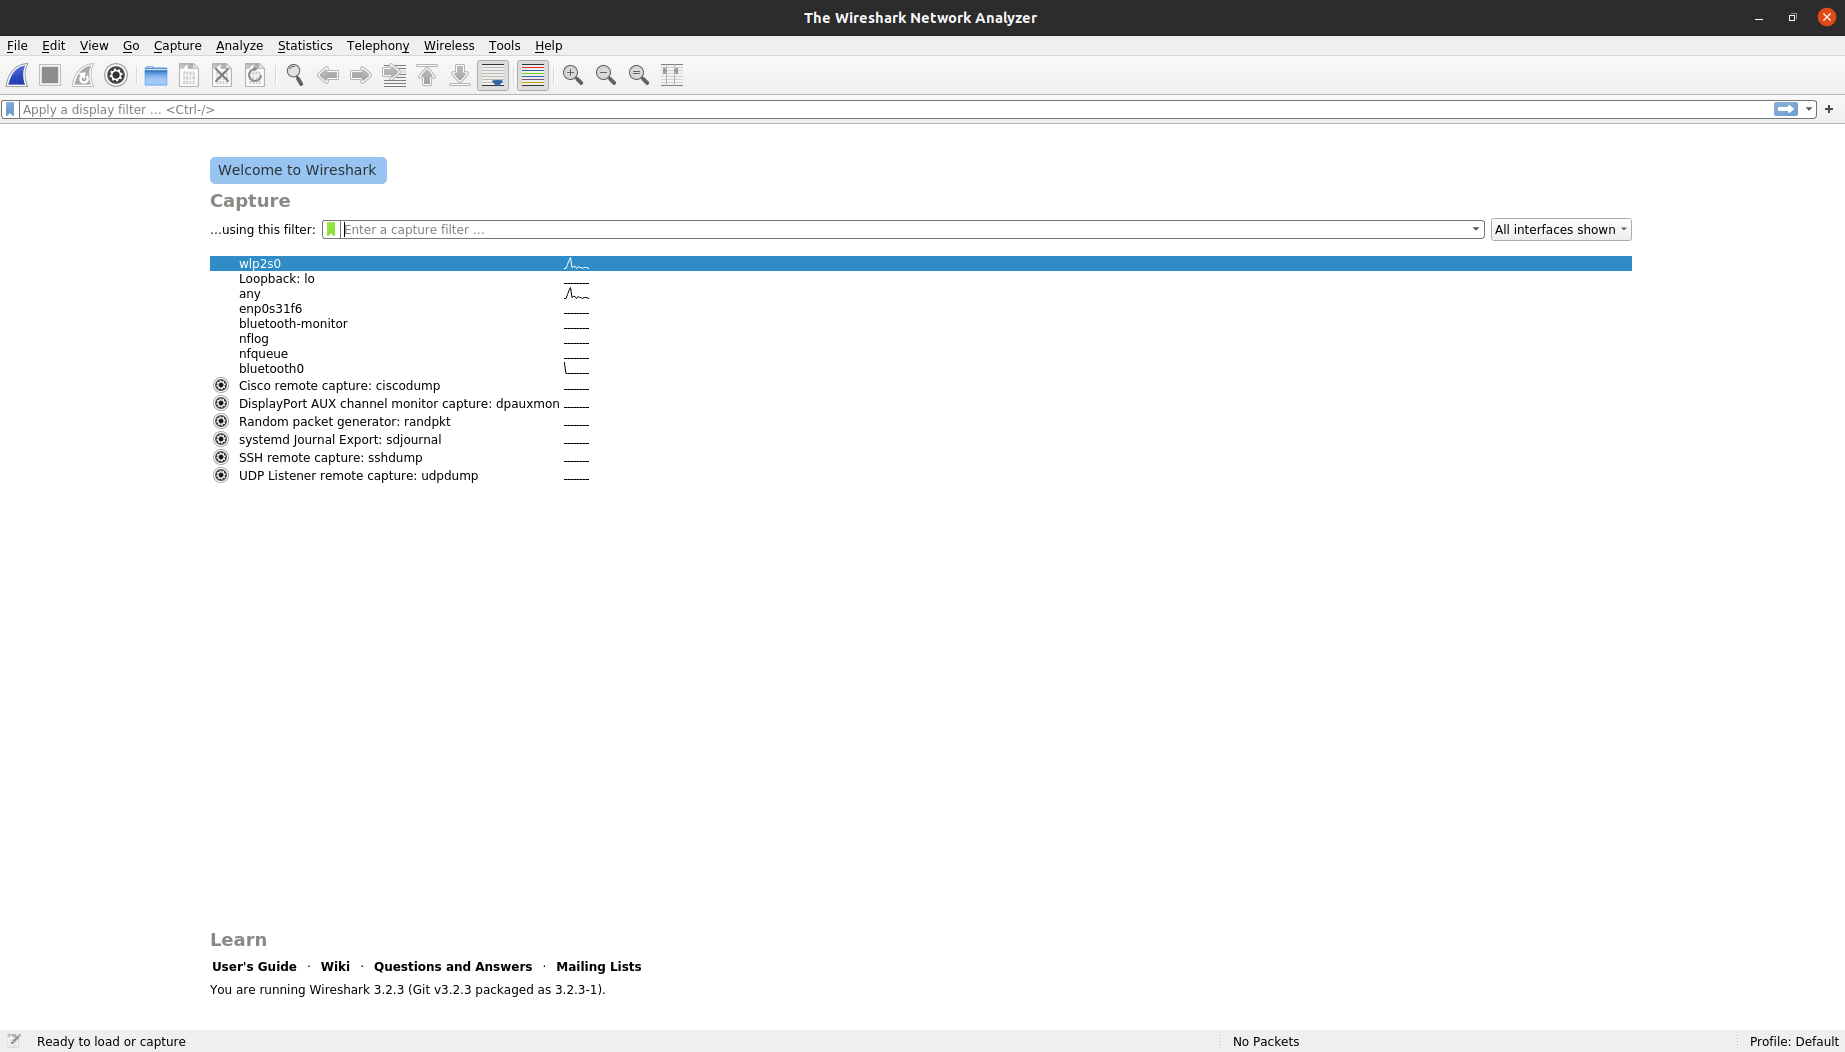 The Wireshark Network Analyzer
File Edit View Go Capture Analyze Statistics Telephony Wireless Tools Help
Apply a display filter … <Ctrl-/>
Welcome to Wireshark
Capture
…using this filter: Enter a capture filter … All interfaces shown
wlp2s0
Loopback: lo
any
enp0s31f6
bluetooth-monitor
nflog
nfqueue
bluetooth0
Cisco remote capture: ciscodump
DisplayPort AUX channel monitor capture: dpauxmon
Random packet generator: randpkt
systemd Journal Export: sdjournal
SSH remote capture: sshdump
UDP Listener remote capture: udpdump
Learn
User's Guide · Wiki · Questions and Answers · Mailing Lists
You are running Wireshark 3.2.3 (Git v3.2.3 packaged as 3.2.3-1).
Ready to load or capture No Packets Profile: Default